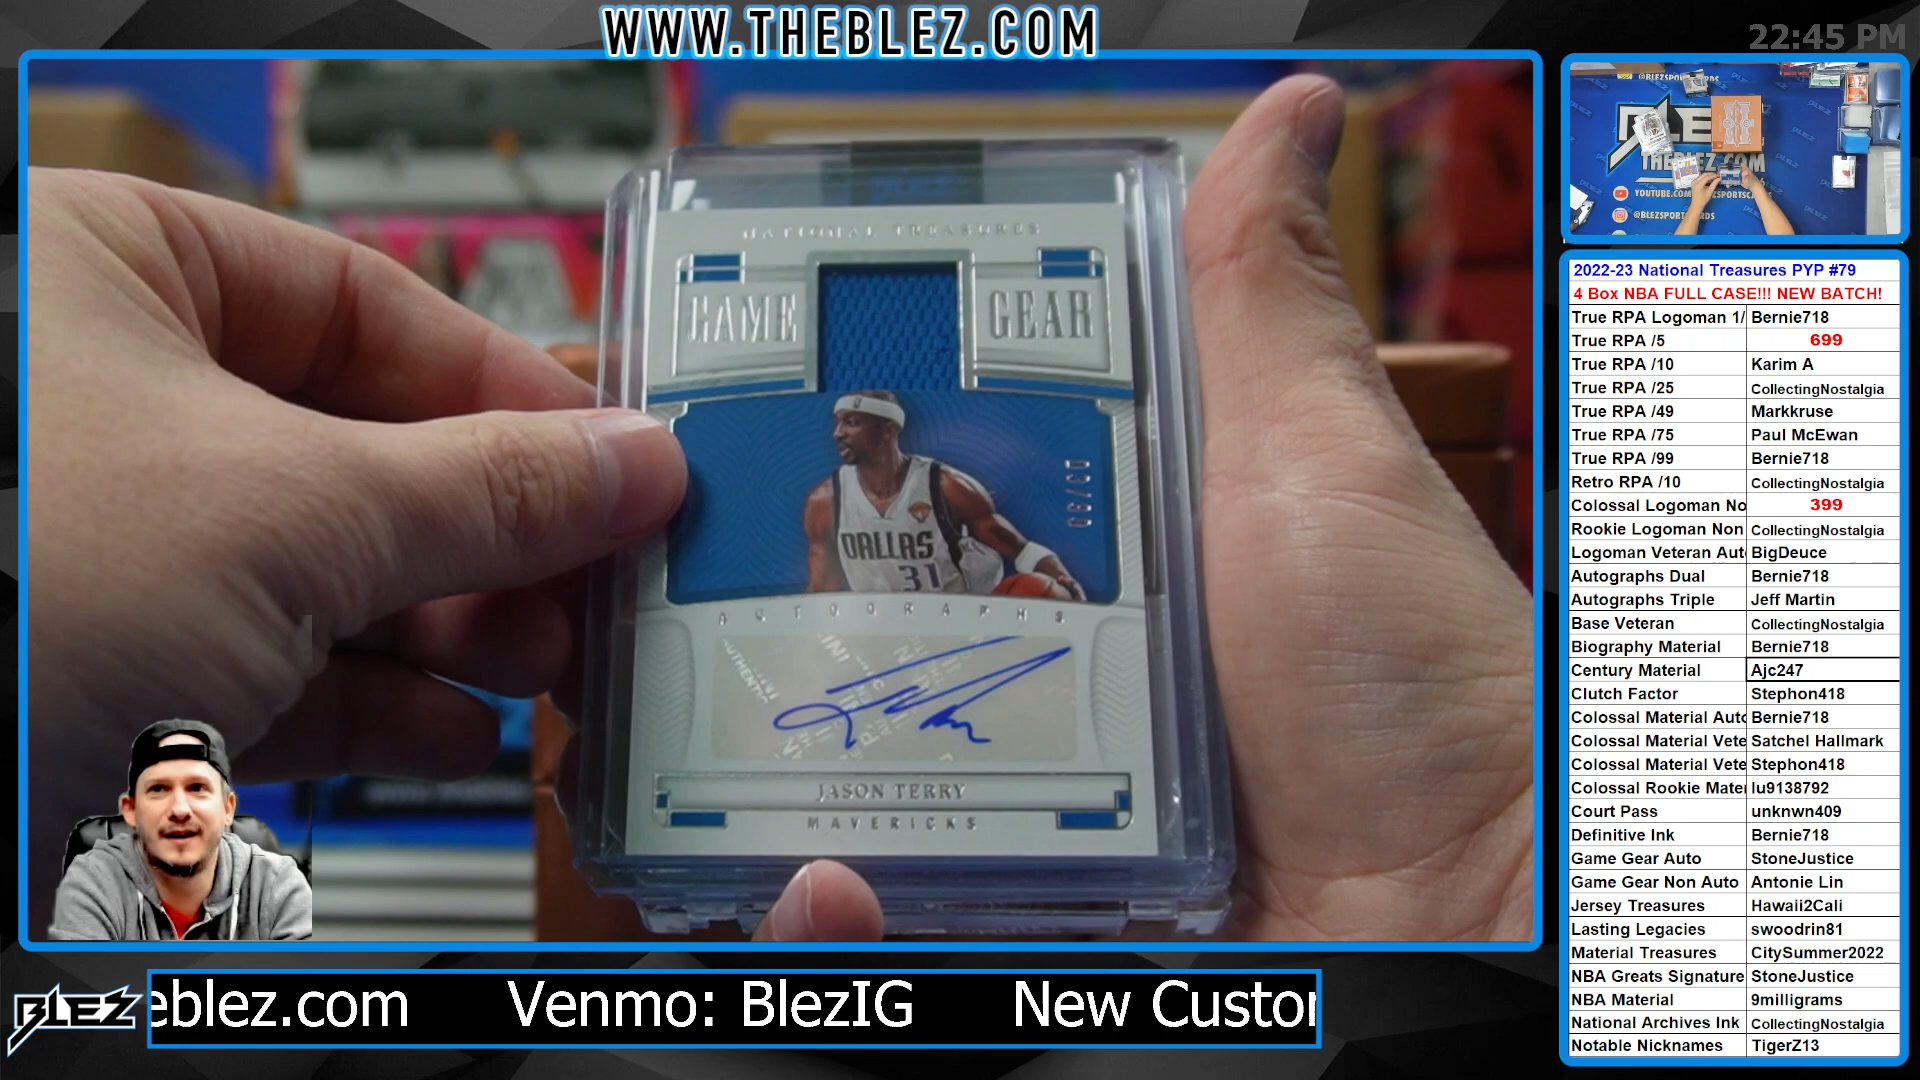 WWW.THEBLEZ.COM
22:45 PM
NATIONAL TREASURES
GAME GEAR
DALLAS
31
AUTOGRAPHS
JASON TERRY
MAVERICKS
BLEZ
eblez.com Venmo: BlezIG New Custo
THEBLEZ.COM
@BLEZSPORTSCARDS
2022-23 National Treasures PYP #79
4 Box NBA FULL CASE!!! NEW BATCH!
True RPA Logoman 1/ Bernie718
True RPA /5 699
True RPA /10 Karim A
True RPA /25 CollectingNostalgia
True RPA /49 Markkruse
True RPA /75 Paul McEwan
True RPA /99 Bernie718
Retro RPA /10 CollectingNostalgia
Colossal Logoman No 399
Rookie Logoman Non CollectingNostalgia
Logoman Veteran Aut BigDeuce
Autographs Dual Bernie718
Autographs Triple Jeff Martin
Base Veteran CollectingNostalgia
Biography Material Bernie718
Century Material Ajc247
Clutch Factor Stephon418
Colossal Material Auto Bernie718
Colossal Material Vete Satchel Hallmark
Colossal Material Vete Stephon418
Colossal Rookie Mater lu9138792
Court Pass unknwn409
Definitive Ink Bernie718
Game Gear Auto StoneJustice
Game Gear Non Auto Antonie Lin
Jersey Treasures Hawaii2Cali
Lasting Legacies swoodrin81
Material Treasures CitySummer2022
NBA Greats Signature StoneJustice
NBA Material 9milligrams
National Archives Ink CollectingNostalgia
Notable Nicknames TigerZ13